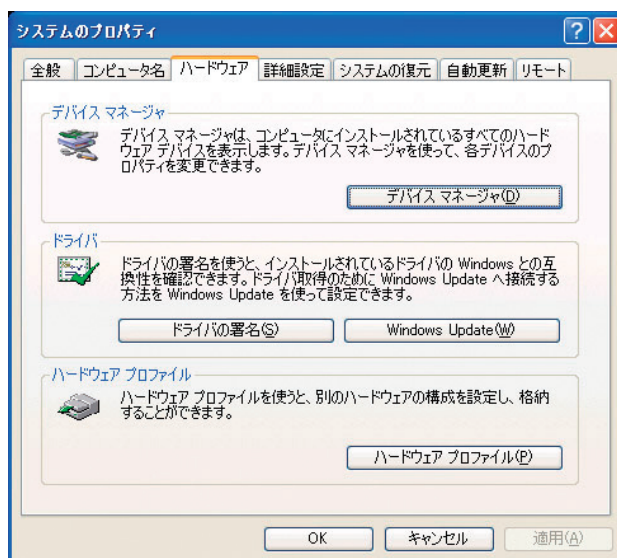 システムのプロパティ
全般 コンピュータ名 ハードウェア 詳細設定 システムの復元 自動更新 リモート
デバイス マネージャ
デバイス マネージャは、コンピュータにインストールされているすべてのハード
ウェア デバイスを表示します。デバイス マネージャを使って、各デバイスのプ
ロパティを変更できます。
デバイス マネージャ(D)
ドライバ
ドライバの署名を使うと、インストールされているドライバの Windows との互
換性を確認できます。ドライバ取得のために Windows Update へ接続する
方法を Windows Update を使って設定できます。
ドライバの署名(S) Windows Update(W)
ハードウェア プロファイル
ハードウェア プロファイルを使うと、別のハードウェアの構成を設定し、格納
することができます。
ハードウェア プロファイル(P)
OK キャンセル 適用(A)